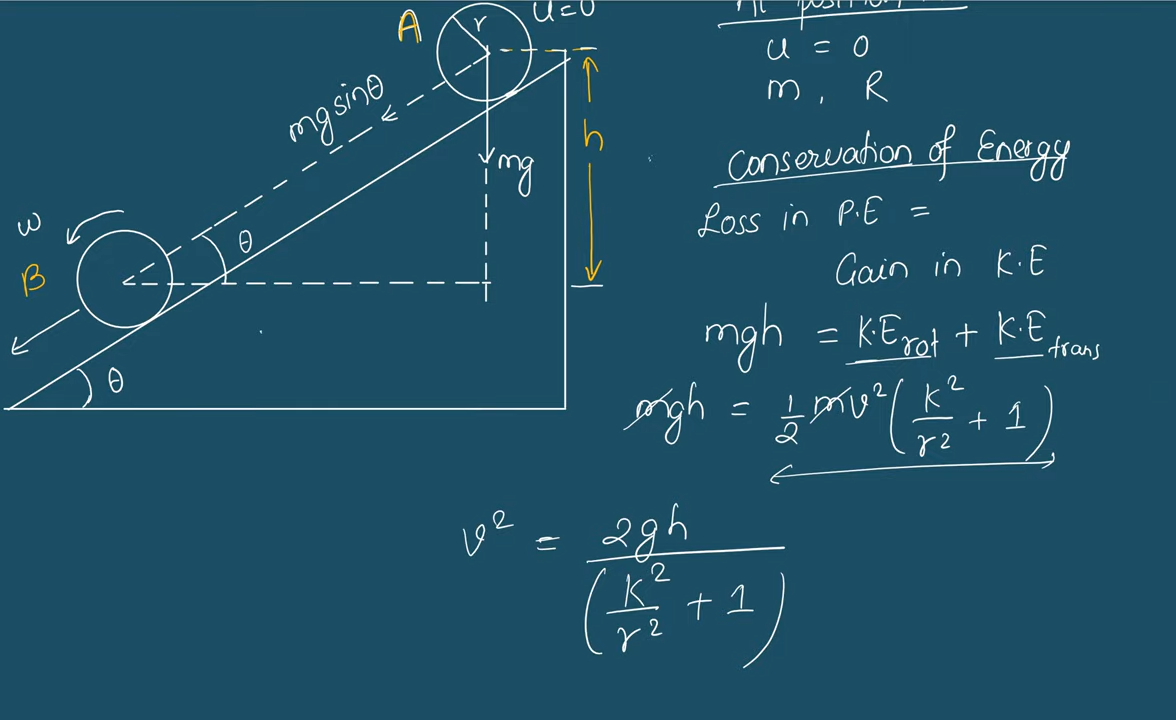 A
r
u=0
mg sinθ
h
mg
ω
B
θ
θ
u = 0
m , R
Conservation of Energy
Loss in P.E =
Gain in K.E
mgh = K.E rot + K.E trans
mgh = 1/2 mv² (K²/r² + 1)
v² = 2gh / (K²/r² + 1)